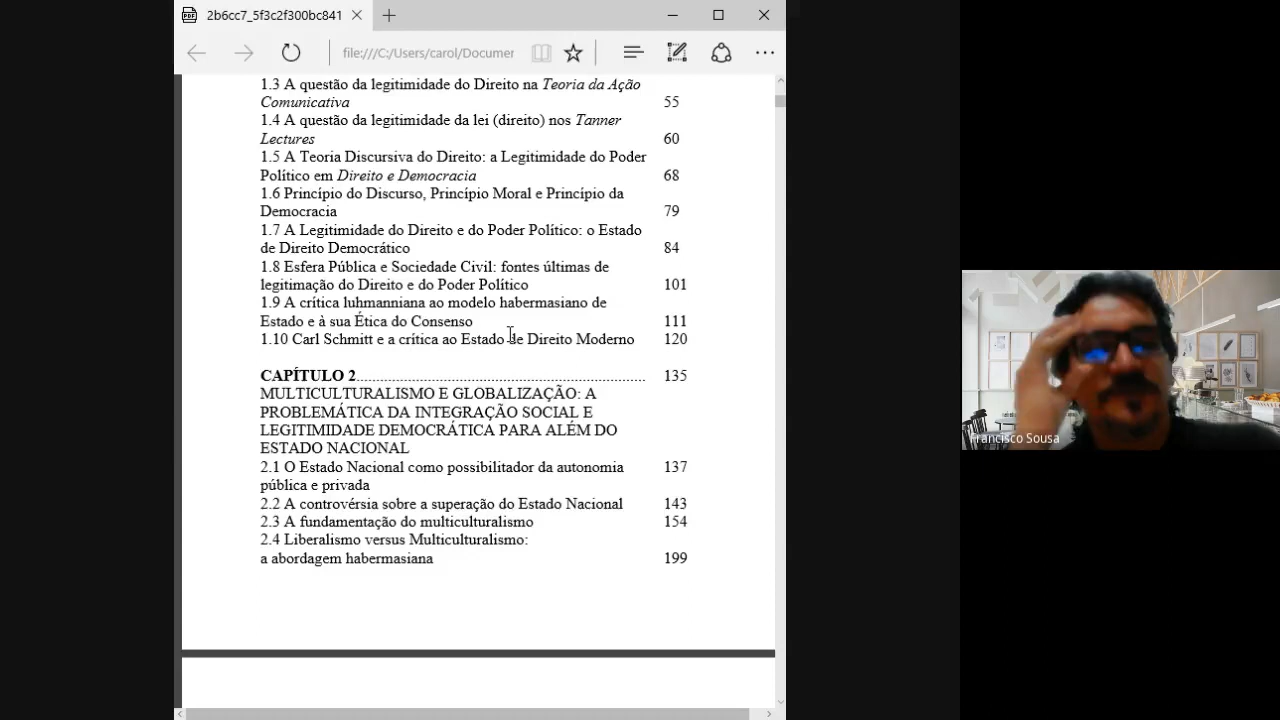 2b6cc7_5f3c2f300bc841
file:///C:/Users/carol/Documer
1.3 A questão da legitimidade do Direito na Teoria da Ação
Comunicativa 55
1.4 A questão da legitimidade da lei (direito) nos Tanner
Lectures 60
1.5 A Teoria Discursiva do Direito: a Legitimidade do Poder
Político em Direito e Democracia 68
1.6 Princípio do Discurso, Princípio Moral e Princípio da
Democracia 79
1.7 A Legitimidade do Direito e do Poder Político: o Estado
de Direito Democrático 84
1.8 Esfera Pública e Sociedade Civil: fontes últimas de
legitimação do Direito e do Poder Político 101
1.9 A crítica luhmanniana ao modelo habermasiano de
Estado e à sua Ética do Consenso 111
1.10 Carl Schmitt e a crítica ao Estado de Direito Moderno 120
CAPÍTULO 2................................................................................ 135
MULTICULTURALISMO E GLOBALIZAÇÃO: A
PROBLEMÁTICA DA INTEGRAÇÃO SOCIAL E
LEGITIMIDADE DEMOCRÁTICA PARA ALÉM DO
ESTADO NACIONAL
2.1 O Estado Nacional como possibilitador da autonomia 137
pública e privada
2.2 A controvérsia sobre a superação do Estado Nacional 143
2.3 A fundamentação do multiculturalismo 154
2.4 Liberalismo versus Multiculturalismo:
a abordagem habermasiana 199
Francisco Sousa